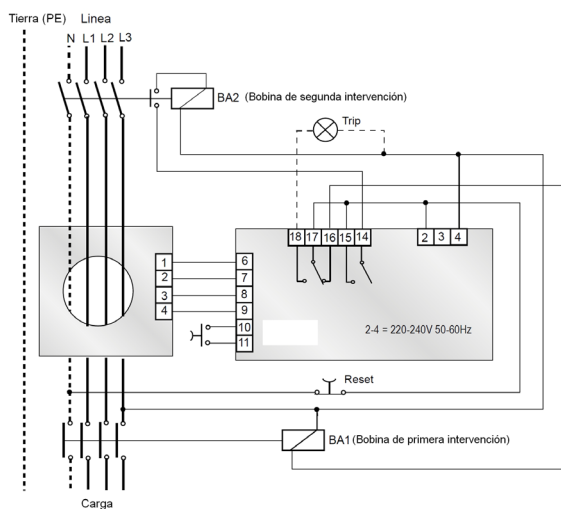 Tierra (PE) Linea
N L1 L2 L3
BA2 (Bobina de segunda intervención)
Trip
18 17 16 15 14 2 3 4
1 6
2 7
3 8
4 9
10
11
2-4 = 220-240V 50-60Hz
Reset
BA1 (Bobina de primera intervención)
Carga